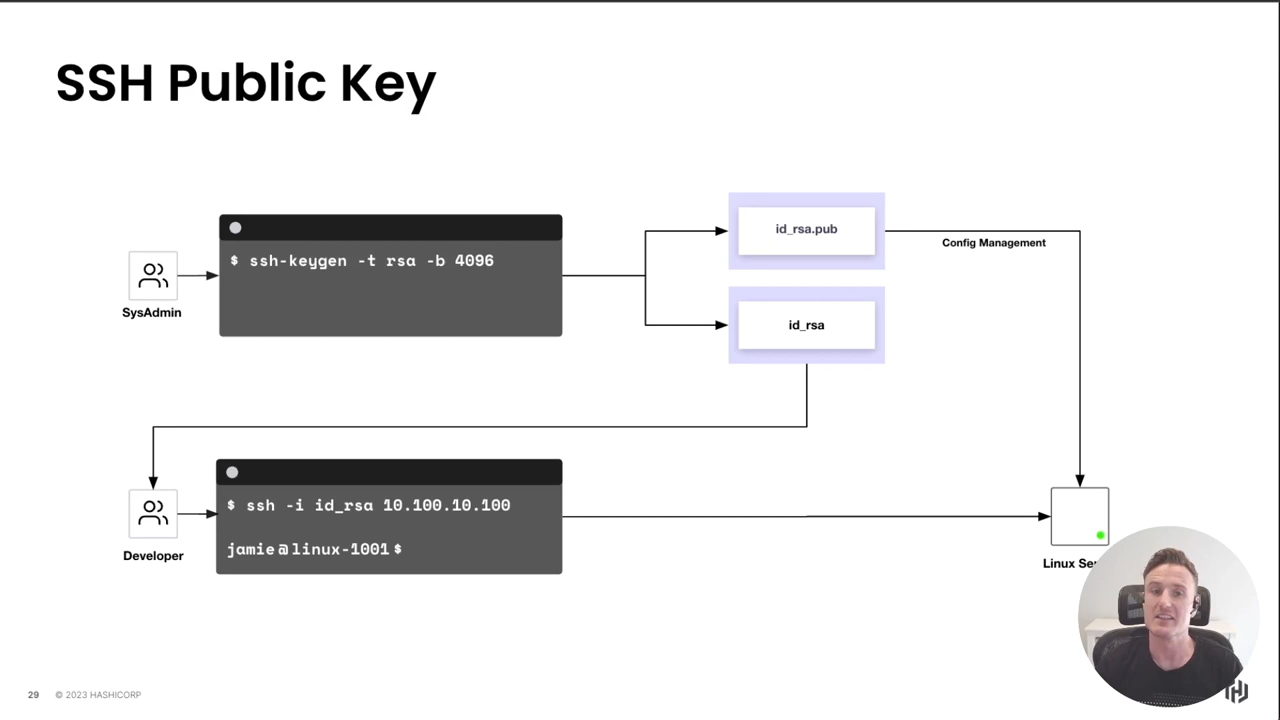 SSH Public Key
$ ssh-keygen -t rsa -b 4096
SysAdmin
id_rsa.pub
Config Management
id_rsa
$ ssh -i id_rsa 10.100.10.100
jamie@linux-1001$
Developer
Linux
29 © 2023 HASHICORP